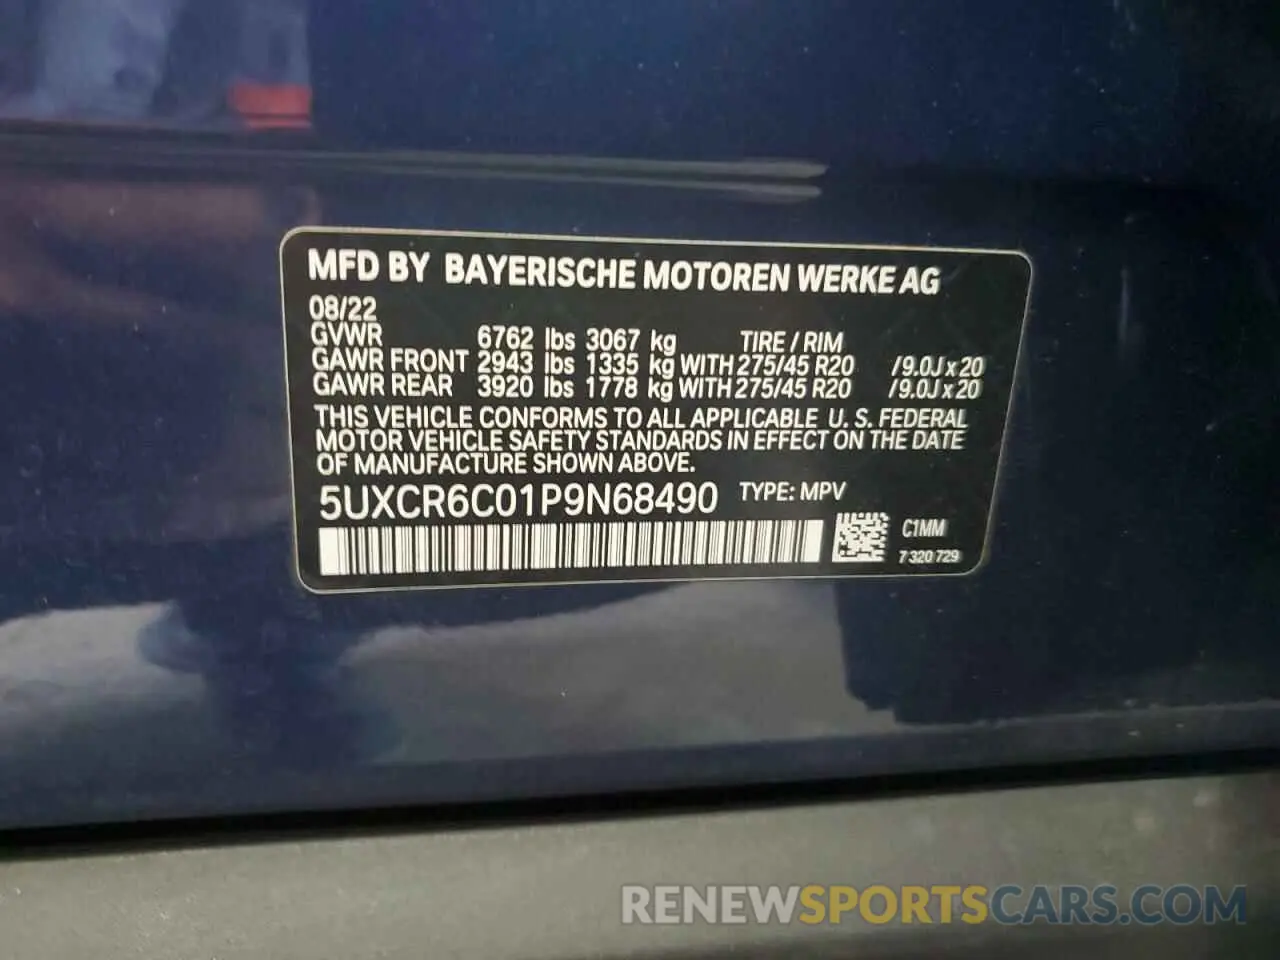 MFD BY BAYERISCHE MOTOREN WERKE AG
08/22
GVWR 6762 lbs 3067 kg TIRE / RIM
GAWR FRONT 2943 lbs 1335 kg WITH 275/45 R20 /9.0J x 20
GAWR REAR 3920 lbs 1778 kg WITH 275/45 R20 /9.0J x 20
THIS VEHICLE CONFORMS TO ALL APPLICABLE U. S. FEDERAL
MOTOR VEHICLE SAFETY STANDARDS IN EFFECT ON THE DATE
OF MANUFACTURE SHOWN ABOVE.
5UXCR6C01P9N68490 TYPE: MPV
C1MM
7 320 729
RENEWSPORTSCARS.COM